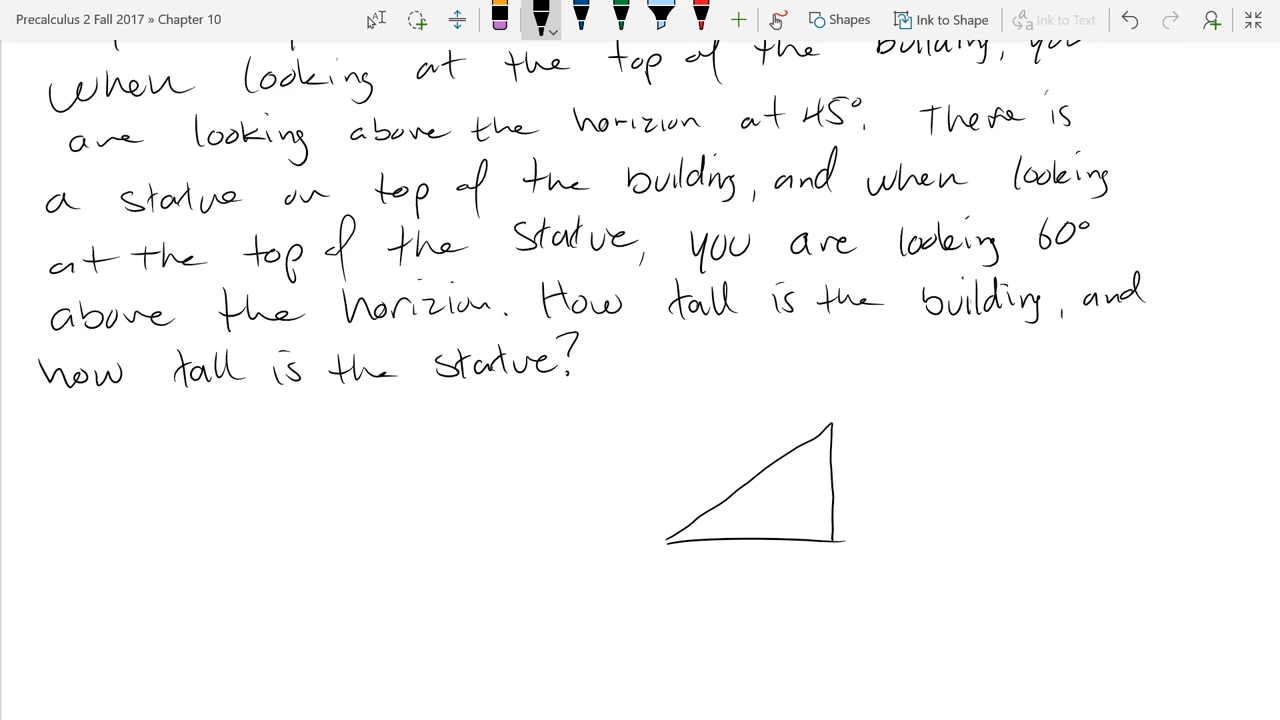 Precalculus 2 Fall 2017 » Chapter 10
Shapes
Ink to Shape
Ink to Text
when looking at the top of the building, you
are looking above the horizion at 45°. There is
a statue on top of the building, and when looking
at the top of the statue, you are looking 60°
above the horizion. How tall is the building, and
how tall is the statue?